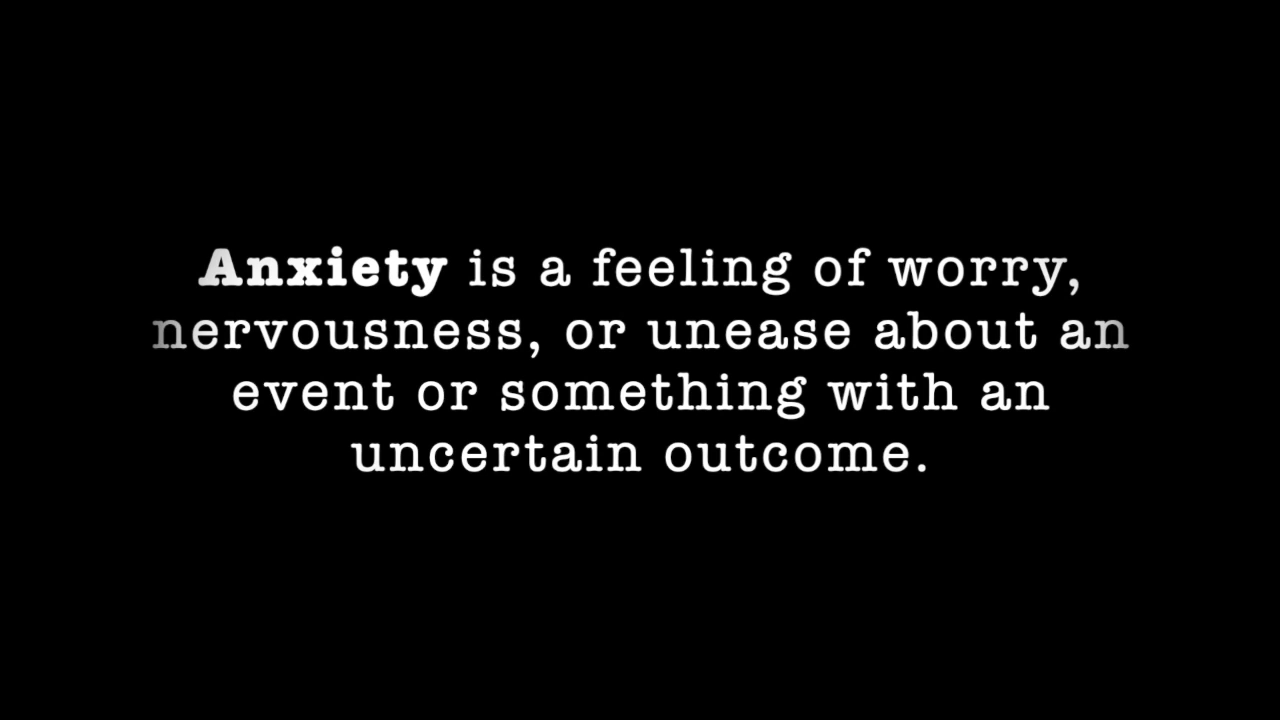 Anxiety is a feeling of worry,
nervousness, or unease about an
event or something with an
uncertain outcome.